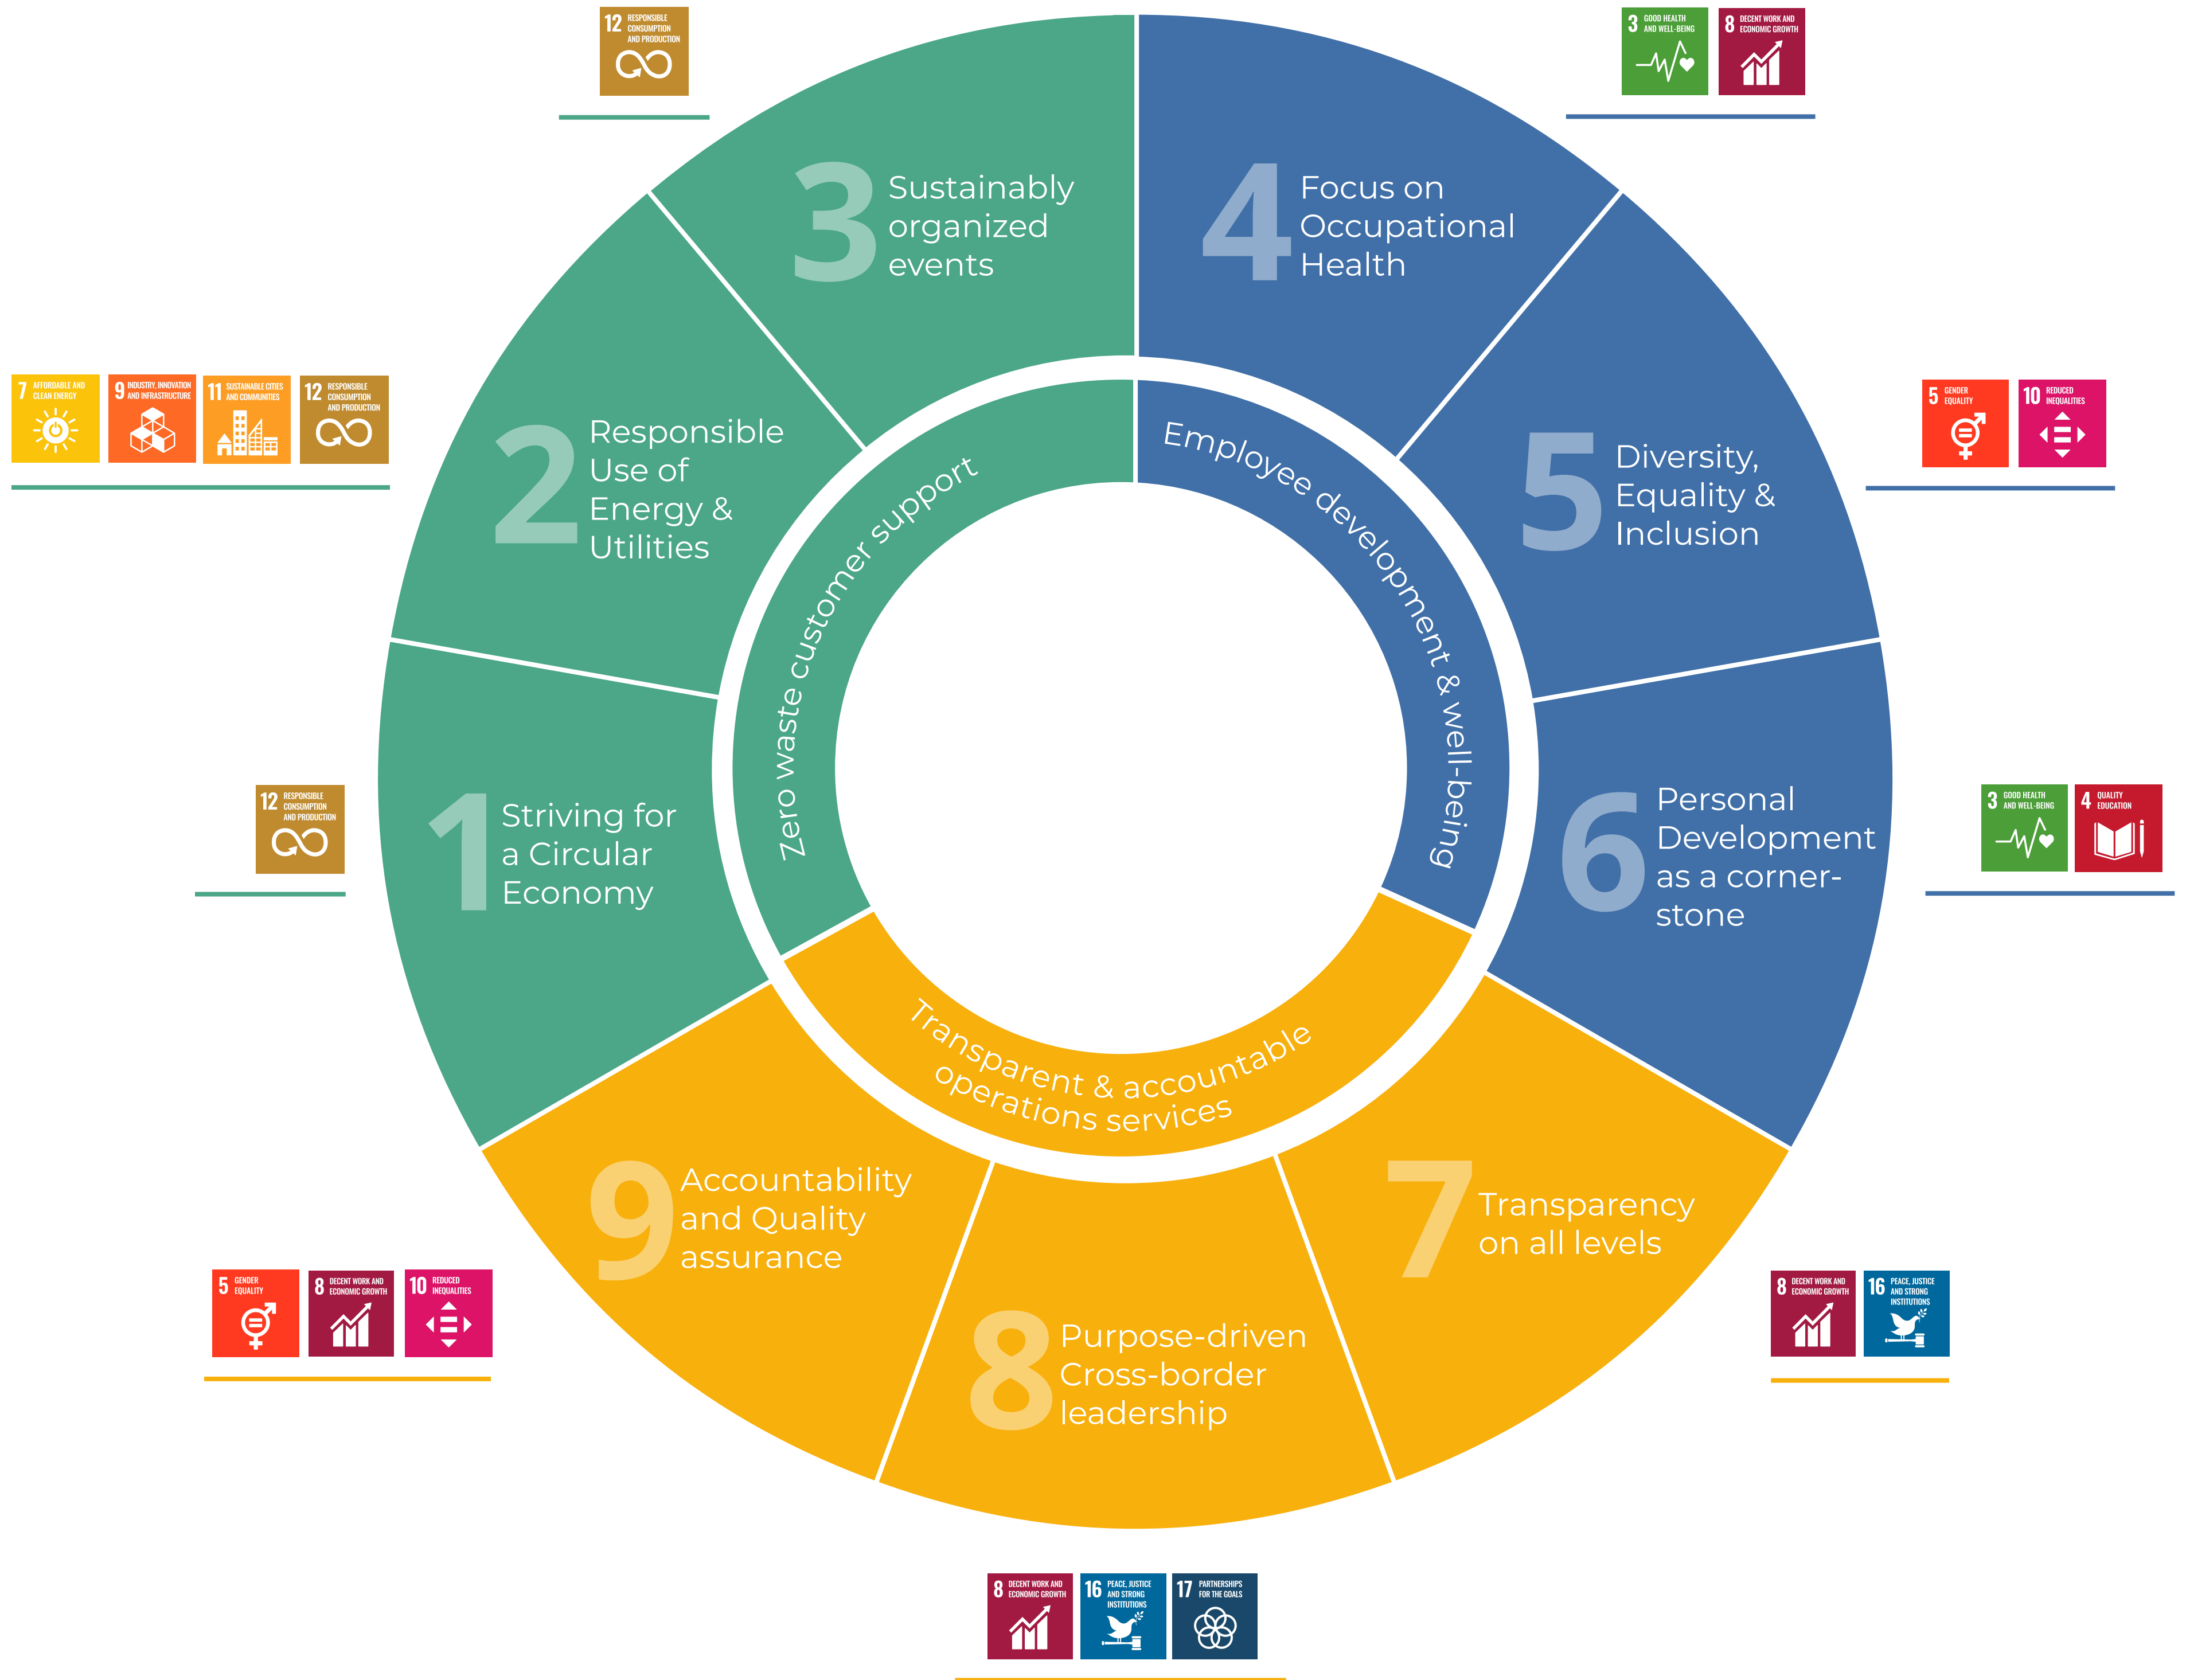 12 RESPONSIBLE
CONSUMPTION
AND PRODUCTION
3 GOOD HEALTH
AND WELL-BEING
8 DECENT WORK AND
ECONOMIC GROWTH
3 Sustainably
organized
events
4 Focus on
Occupational
Health
7 AFFORDABLE AND
CLEAN ENERGY
9 INDUSTRY, INNOVATION
AND INFRASTRUCTURE
11 SUSTAINABLE CITIES
AND COMMUNITIES
12 RESPONSIBLE
CONSUMPTION
AND PRODUCTION
2 Responsible
Use of
Energy &
Utilities
5 Diversity,
Equality &
Inclusion
5 GENDER
EQUALITY
10 REDUCED
INEQUALITIES
Zero waste customer support
Employee development & well-being
12 RESPONSIBLE
CONSUMPTION
AND PRODUCTION
1 Striving for
a Circular
Economy
6 Personal
Development
as a corner-
stone
3 GOOD HEALTH
AND WELL-BEING
4 QUALITY
EDUCATION
Transparent & accountable
operations services
9 Accountability
and Quality
assurance
7 Transparency
on all levels
5 GENDER
EQUALITY
8 DECENT WORK AND
ECONOMIC GROWTH
10 REDUCED
INEQUALITIES
8 Purpose-driven
Cross-border
leadership
8 DECENT WORK AND
ECONOMIC GROWTH
16 PEACE, JUSTICE
AND STRONG
INSTITUTIONS
8 DECENT WORK AND
ECONOMIC GROWTH
16 PEACE, JUSTICE
AND STRONG
INSTITUTIONS
17 PARTNERSHIPS
FOR THE GOALS